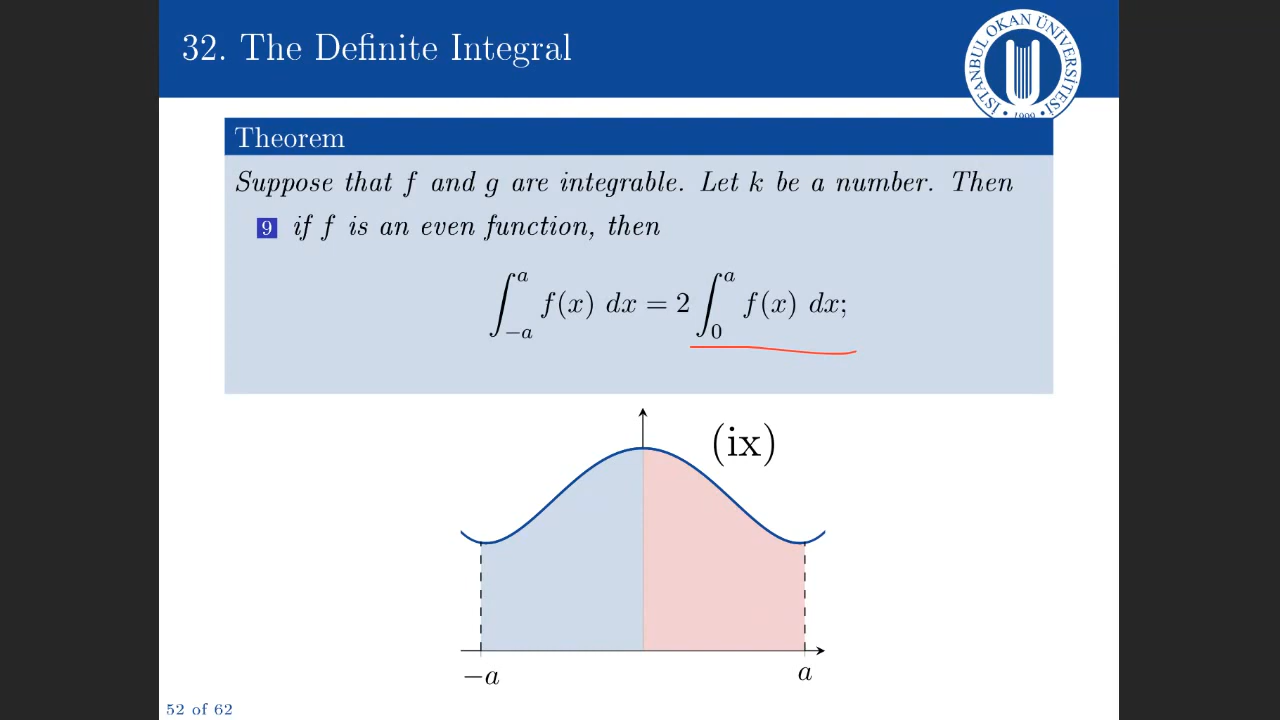 32. The Definite Integral
İSTANBUL OKAN ÜNİVERSİTESİ
1999
Theorem
Suppose that f and g are integrable. Let k be a number. Then
9 if f is an even function, then
∫_{-a}^{a} f(x) dx = 2 ∫_{0}^{a} f(x) dx;
(ix)
−a
a
52 of 62